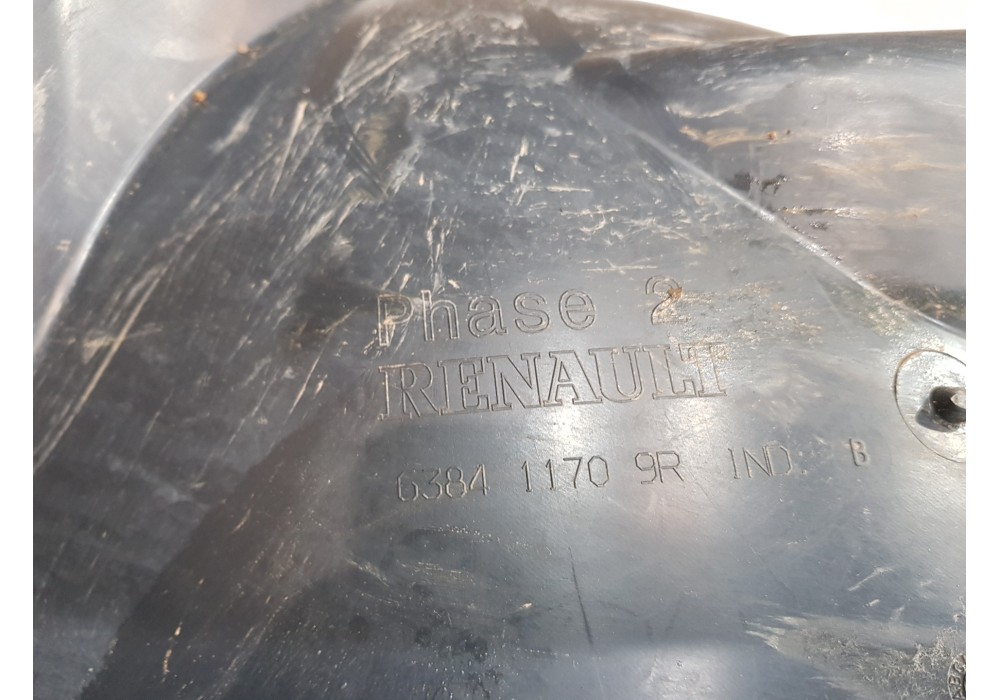 Phase 2
RENAULT
6384 1170 9R IND. B